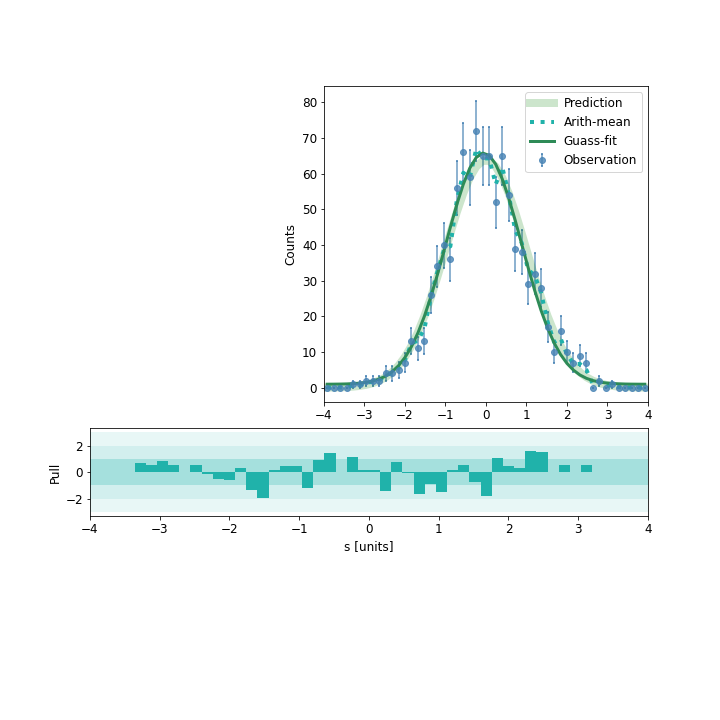 80
70
60
50
40
30
20
10
0
Counts
Prediction
Arith-mean
Guass-fit
Observation
−4 −3 −2 −1 0 1 2 3 4
2
0
−2
Pull
−4 −3 −2 −1 0 1 2 3 4
s [units]